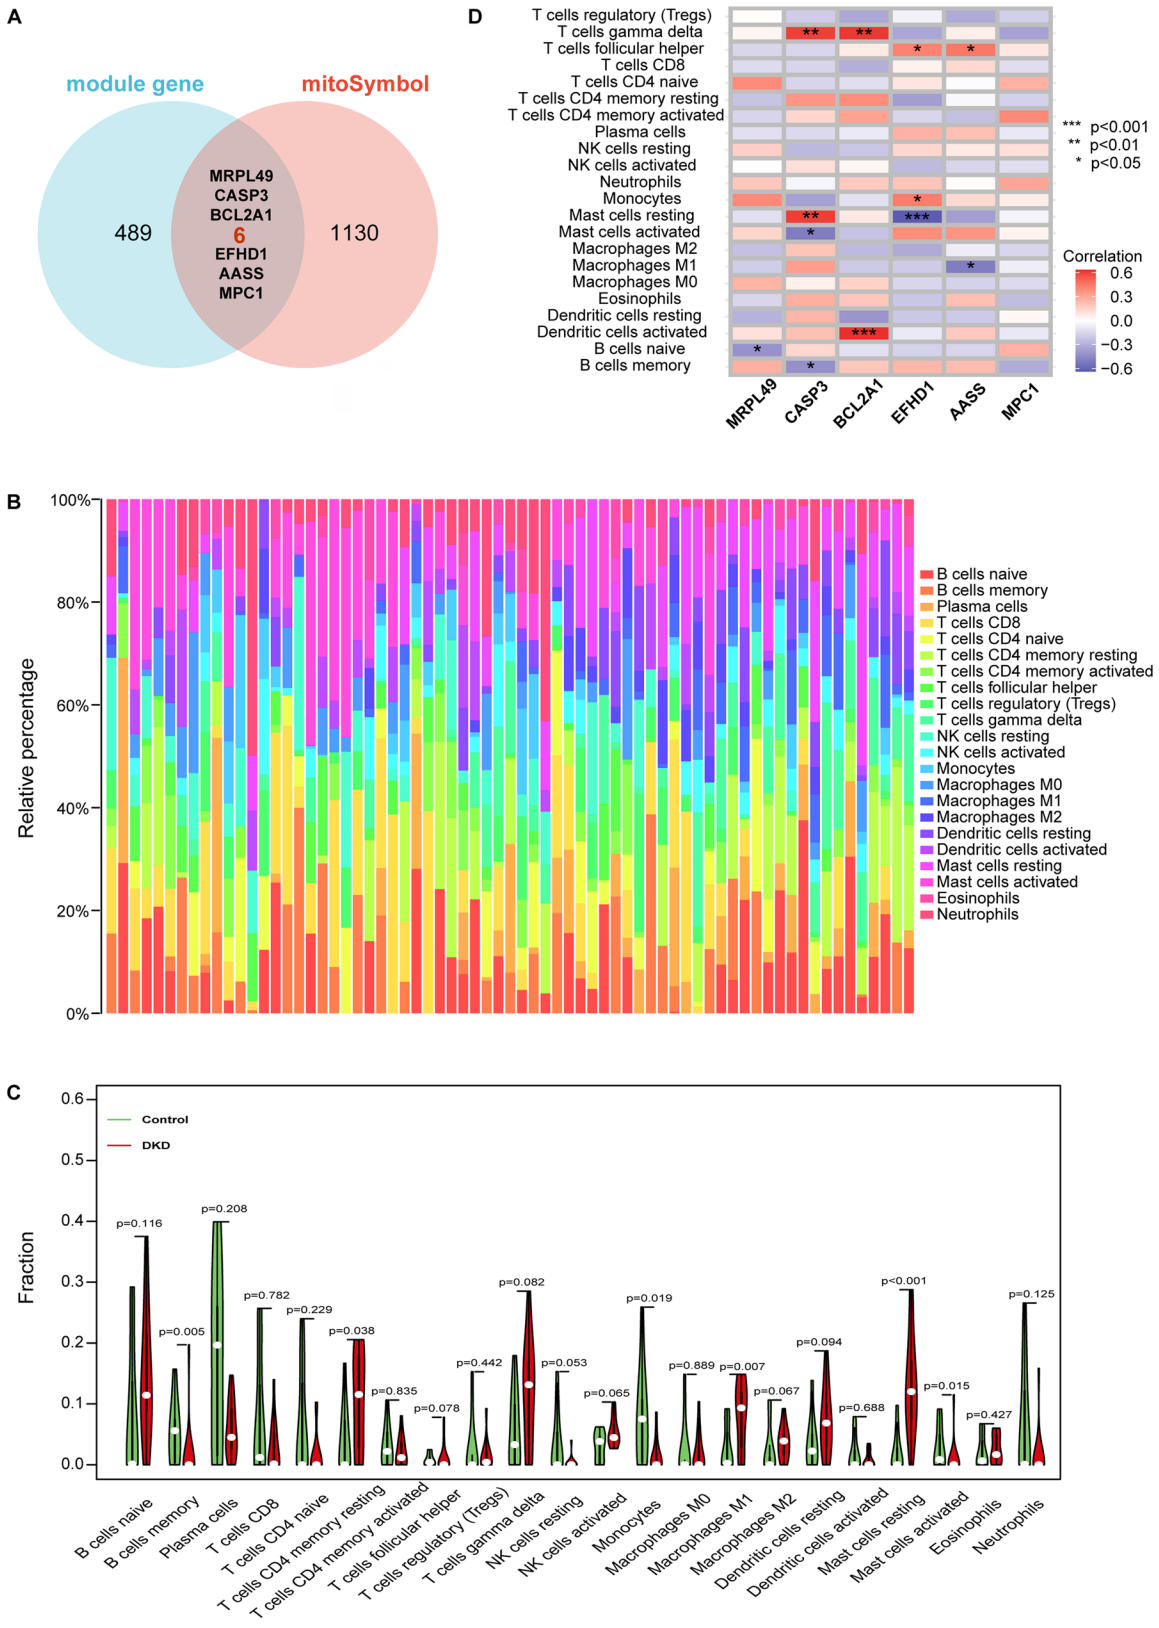 A
module gene
mitoSymbol
489
MRPL49
CASP3
BCL2A1
6
EFHD1
AASS
MPC1
1130
D
T cells regulatory (Tregs)
T cells gamma delta
** **
T cells follicular helper
* *
T cells CD8
T cells CD4 naive
T cells CD4 memory resting
T cells CD4 memory activated
Plasma cells
NK cells resting
NK cells activated
Neutrophils
Monocytes
*
Mast cells resting
** ***
Mast cells activated
*
Macrophages M2
Macrophages M1
*
Macrophages M0
Eosinophils
Dendritic cells resting
Dendritic cells activated
***
B cells naive
*
B cells memory
*
MRPL49
CASP3
BCL2A1
EFHD1
AASS
MPC1
*** p<0.001
** p<0.01
* p<0.05
Correlation
0.6
0.3
0.0
−0.3
−0.6
B
Relative percentage
100%
80%
60%
40%
20%
0%
B cells naive
B cells memory
Plasma cells
T cells CD8
T cells CD4 naive
T cells CD4 memory resting
T cells CD4 memory activated
T cells follicular helper
T cells regulatory (Tregs)
T cells gamma delta
NK cells resting
NK cells activated
Monocytes
Macrophages M0
Macrophages M1
Macrophages M2
Dendritic cells resting
Dendritic cells activated
Mast cells resting
Mast cells activated
Eosinophils
Neutrophils
C
Fraction
0.6
0.5
0.4
0.3
0.2
0.1
0.0
Control
DKD
p=0.116
p=0.005
p=0.208
p=0.782
p=0.229
p=0.038
p=0.835
p=0.078
p=0.442
p=0.082
p=0.053
p=0.065
p=0.019
p=0.889
p=0.007
p=0.067
p=0.094
p=0.688
p<0.001
p=0.015
p=0.427
p=0.125
B cells naive
B cells memory
Plasma cells
T cells CD8
T cells CD4 naive
T cells CD4 memory resting
T cells CD4 memory activated
T cells follicular helper
T cells regulatory (Tregs)
T cells gamma delta
NK cells resting
NK cells activated
Monocytes
Macrophages M0
Macrophages M1
Macrophages M2
Dendritic cells resting
Dendritic cells activated
Mast cells resting
Mast cells activated
Eosinophils
Neutrophils